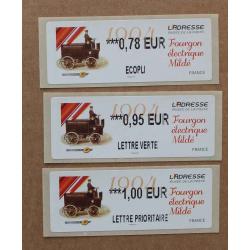 1904
L'ADRESSE
MUSÉE DE LA POSTE
***0,78 EUR
Fourgon
électrique
Mildé
ECOPLI
FRANCE
1904
L'ADRESSE
MUSÉE DE LA POSTE
***0,95 EUR
Fourgon
électrique
Mildé
LETTRE VERTE
FRANCE
1904
L'ADRESSE
MUSÉE DE LA POSTE
***1,00 EUR
Fourgon
électrique
Mildé
LETTRE PRIORITAIRE
FRANCE